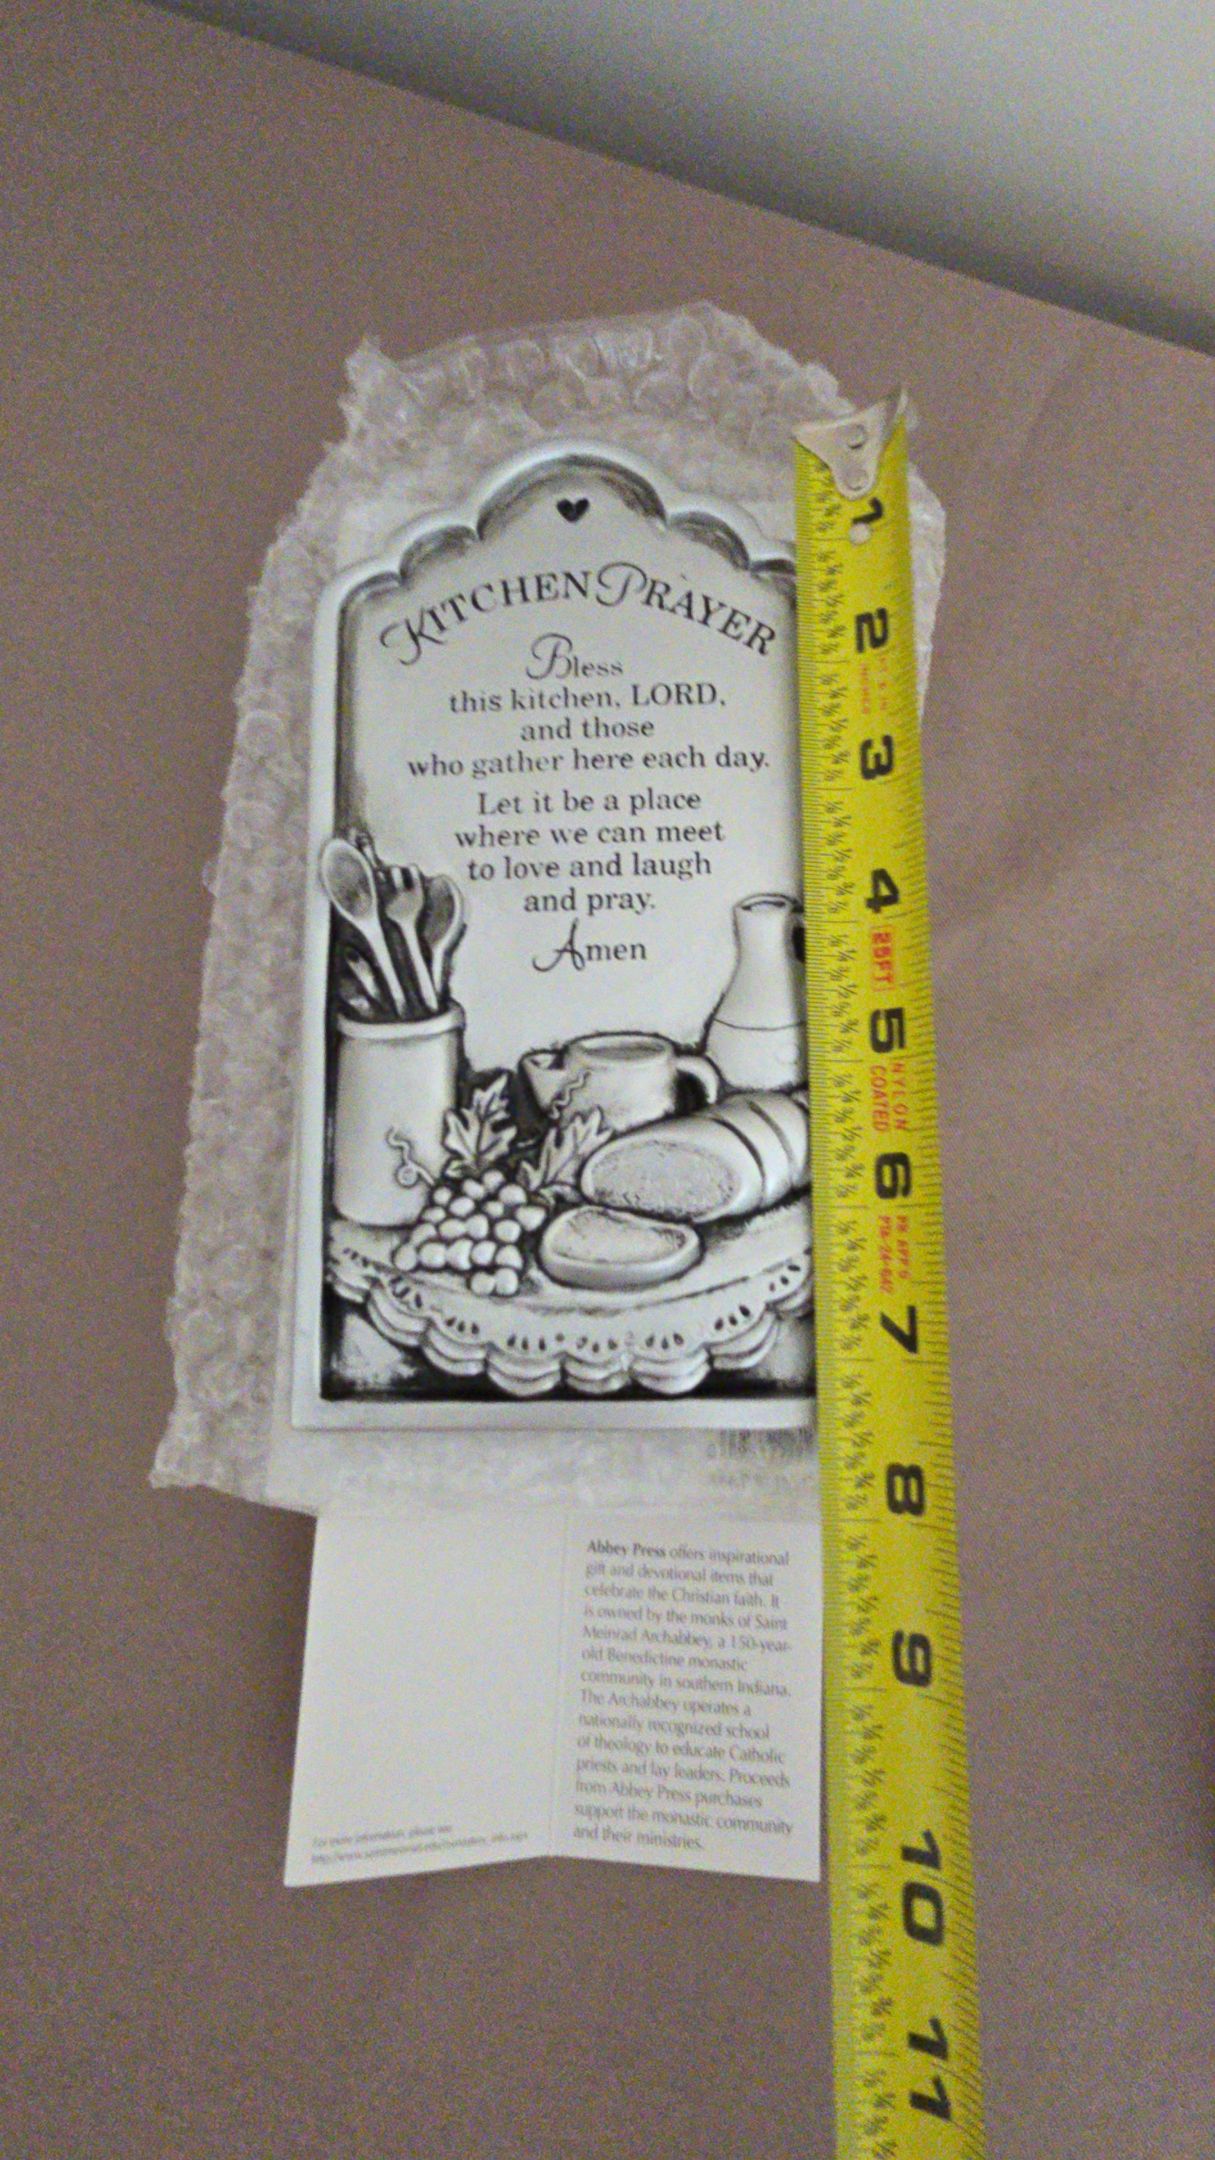 KITCHEN PRAYER
Bless
this kitchen, LORD,
and those
who gather here each day.
Let it be a place
where we can meet
to love and laugh
and pray.
Amen
1
2
3
4
25FT
5
NYLON
COATED
6
7
8
9
10
11
Abbey Press offers inspirational
gift and devotional items that
celebrate the Christian faith. It
is owned by the monks of Saint
Meinrad Archabbey, a 150-year-
old Benedictine monastic
community in southern Indiana.
The Archabbey operates a
nationally recognized school
of theology to educate Catholic
priests and lay leaders. Proceeds
from Abbey Press purchases
support the monastic community
and their ministries.
For more information, please see